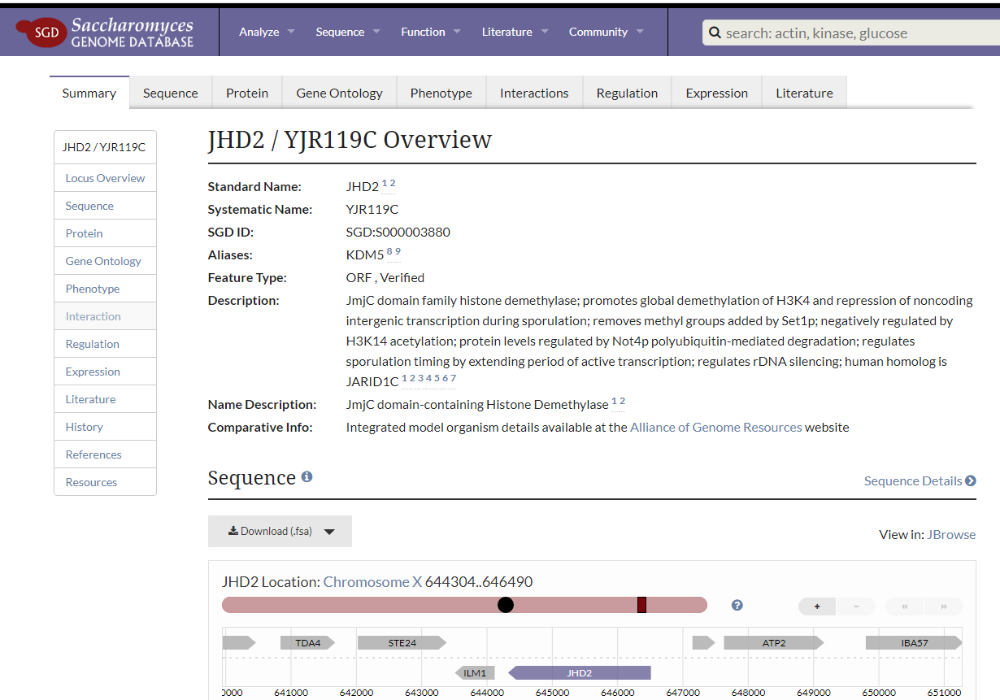 SGD Saccharomyces
GENOME DATABASE
Analyze Sequence Function Literature Community
search: actin, kinase, glucose
Summary Sequence Protein Gene Ontology Phenotype Interactions Regulation Expression Literature
JHD2 / YJR119C
Locus Overview
Sequence
Protein
Gene Ontology
Phenotype
Interaction
Regulation
Expression
Literature
History
References
Resources
JHD2 / YJR119C Overview
Standard Name: JHD2 1 2
Systematic Name: YJR119C
SGD ID: SGD:S000003880
Aliases: KDM5 8 9
Feature Type: ORF , Verified
Description: JmjC domain family histone demethylase; promotes global demethylation of H3K4 and repression of noncoding
intergenic transcription during sporulation; removes methyl groups added by Set1p; negatively regulated by
H3K14 acetylation; protein levels regulated by Not4p polyubiquitin-mediated degradation; regulates
sporulation timing by extending period of active transcription; regulates rDNA silencing; human homolog is
JARID1C 1 2 3 4 5 6 7
Name Description: JmjC domain-containing Histone Demethylase 1 2
Comparative Info: Integrated model organism details available at the Alliance of Genome Resources website
Sequence
Sequence Details
Download (.fsa)
View in: JBrowse
JHD2 Location: Chromosome X 644304..646490
TDA4 STE24 ATP2 IBA57
ILM1 JHD2
641000 642000 643000 644000 645000 646000 647000 648000 649000 650000 651000